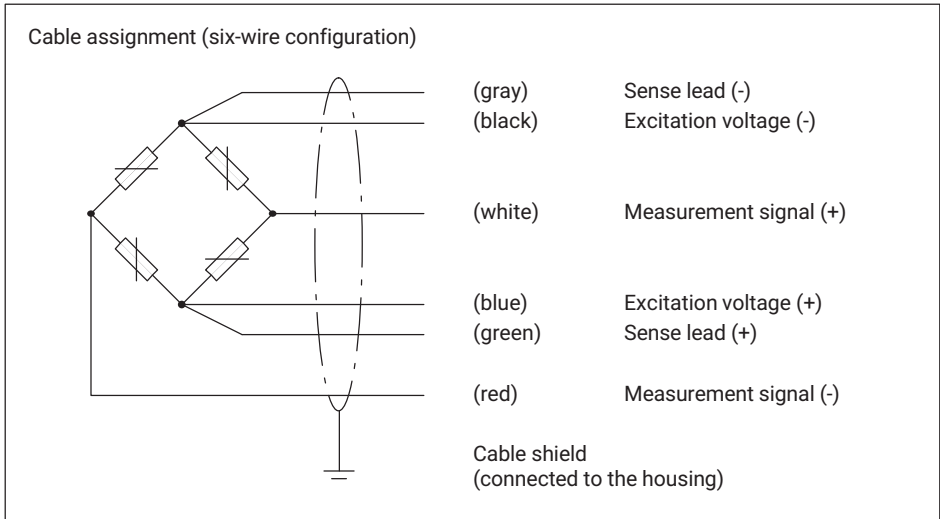 Cable assignment (six-wire configuration)
(gray) Sense lead (-)
(black) Excitation voltage (-)
(white) Measurement signal (+)
(blue) Excitation voltage (+)
(green) Sense lead (+)
(red) Measurement signal (-)
Cable shield
(connected to the housing)